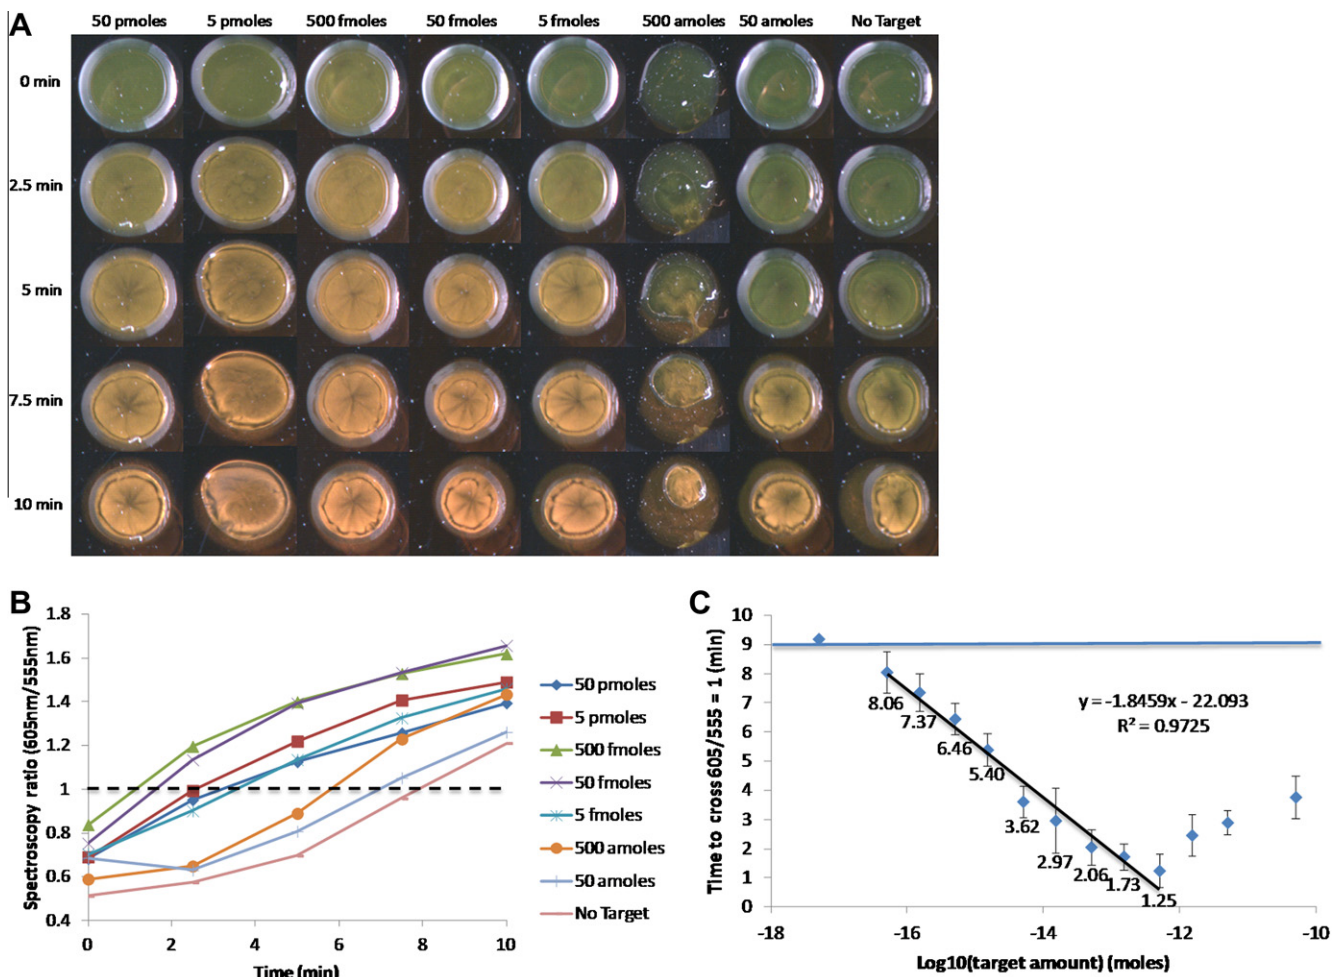 A
50 pmoles 5 pmoles 500 fmoles 50 fmoles 5 fmoles 500 amoles 50 amoles No Target
0 min
2.5 min
5 min
7.5 min
10 min
B
Spectroscopy ratio (605nm/555nm)
1.8
1.6
1.4
1.2
1
0.8
0.6
0.4
0 2 4 6 8 10
Time (min)
50 pmoles
5 pmoles
500 fmoles
50 fmoles
5 fmoles
500 amoles
50 amoles
No Target
C
Time to cross 605/555 = 1 (min)
10
9
8
7
6
5
4
3
2
1
0
y = -1.8459x - 22.093
R² = 0.9725
8.06
7.37
6.46
5.40
3.62
2.97
2.06
1.73
1.25
-18 -16 -14 -12 -10
Log10(target amount) (moles)